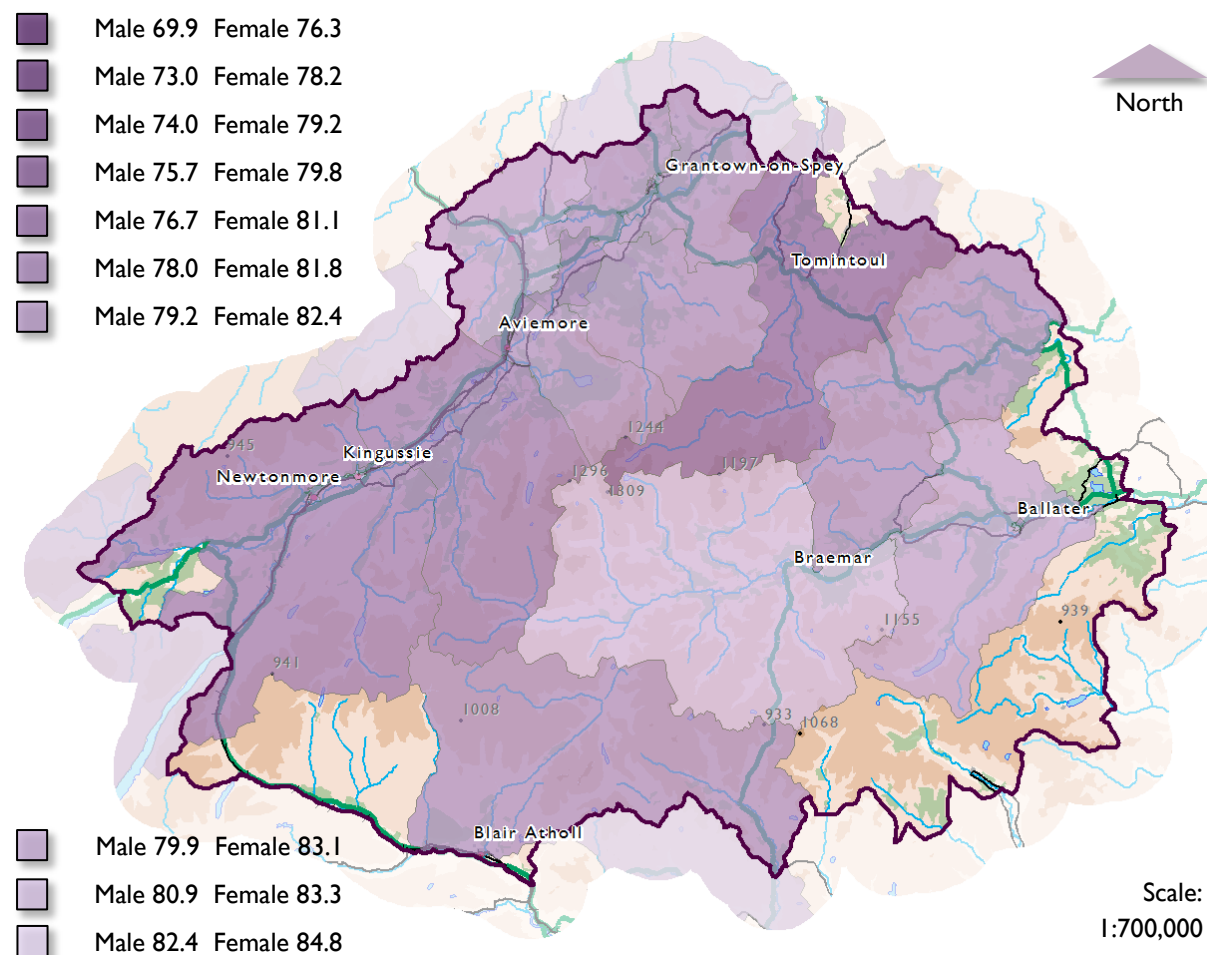 Male 69.9 Female 76.3
Male 73.0 Female 78.2
Male 74.0 Female 79.2
Male 75.7 Female 79.8
Male 76.7 Female 81.1
Male 78.0 Female 81.8
Male 79.2 Female 82.4
North
Grantown-on-Spey
Tomintoul
Aviemore
1244
945
Kingussie
1197
1296
Newtonmore
1309
Ballater
Braemar
939
1155
941
1008
933
1068
Blair Atholl
Male 79.9 Female 83.1
Male 80.9 Female 83.3
Male 82.4 Female 84.8
Scale:
1:700,000